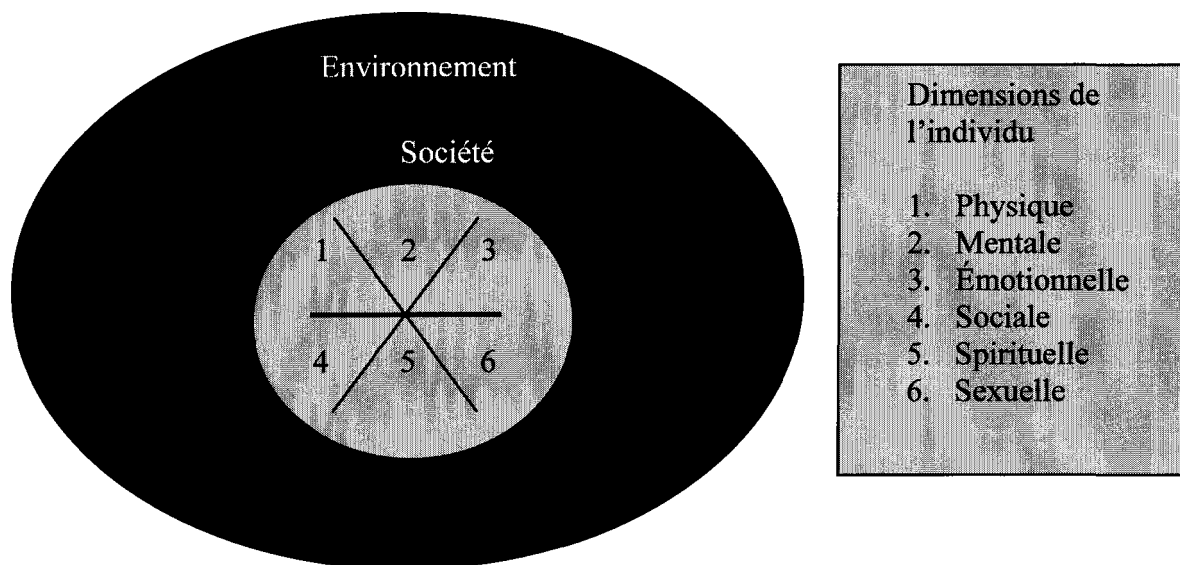 Environnement
Société
1 2 3
4 5 6
Dimensions de
l'individu
1. Physique
2. Mentale
3. Émotionnelle
4. Sociale
5. Spirituelle
6. Sexuelle